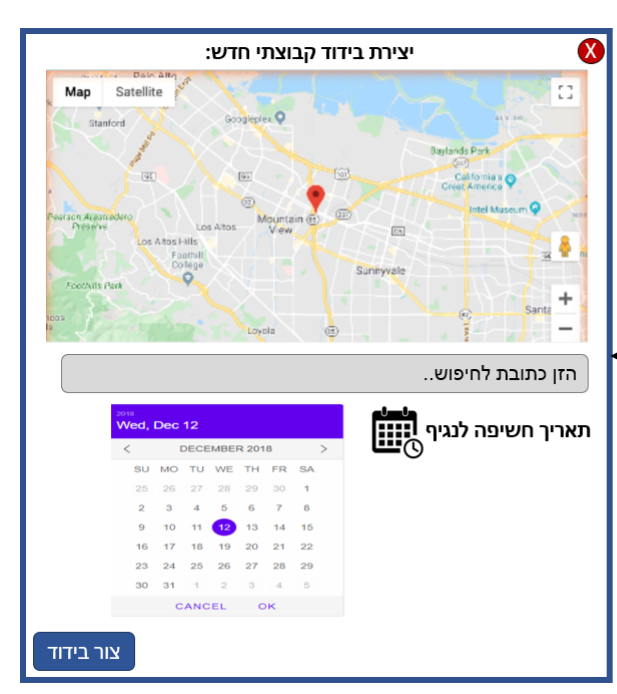 יצירת בידוד קבוצתי חדש:
X
Map Satellite
Palo Alto
Stanford
Googleplex
Baylands Park
237
California's
Great America
Intel Museum
Pearson Arastradero
Preserve
Los Altos
Mountain
View
Los Altos Hills
Foothill
College
Sunnyvale
Foothills Park
Santa
Loyola
הזן כתובת לחיפוש..
תאריך חשיפה לנגיף
2018
Wed, Dec 12
< DECEMBER 2018 >
SU MO TU WE TH FR SA
25 26 27 28 29 30 1
2 3 4 5 6 7 8
9 10 11 12 13 14 15
16 17 18 19 20 21 22
23 24 25 26 27 28 29
30 31 1 2 3 4 5
CANCEL OK
צור בידוד